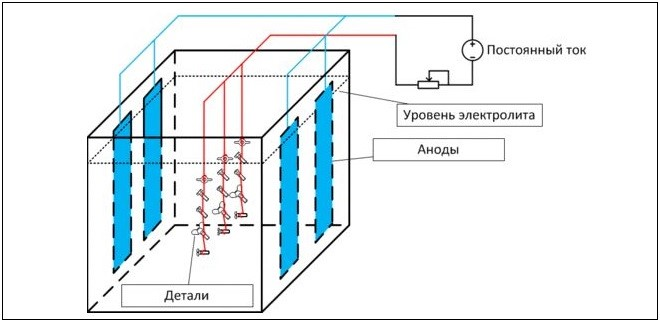 Постоянный ток
Уровень электролита
Аноды
Детали